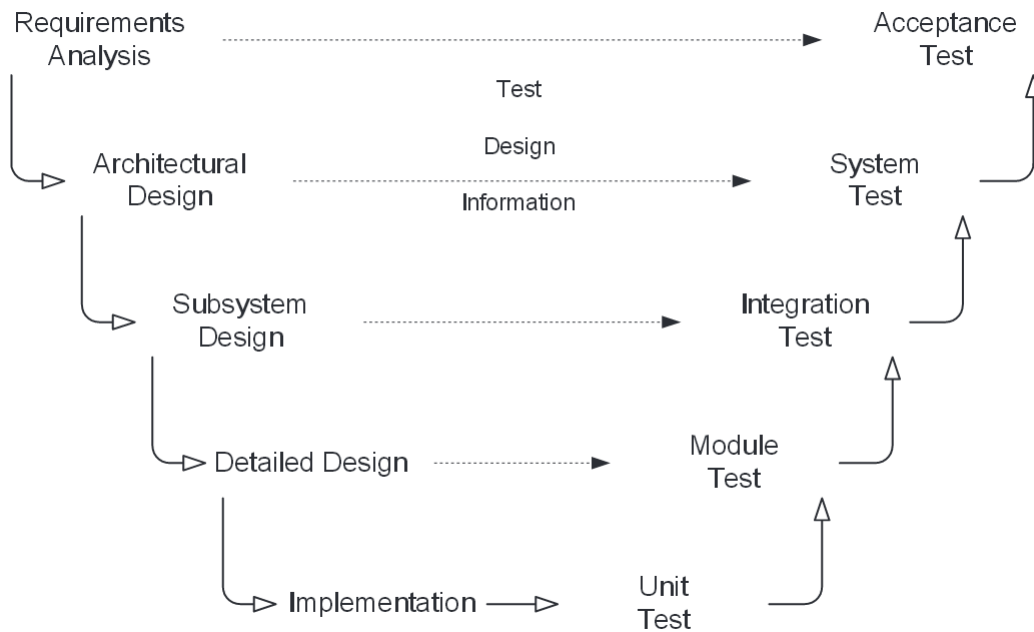 Requirements
Analysis
Acceptance
Test
Test
Design
Information
Architectural
Design
System
Test
Subsystem
Design
Integration
Test
Detailed Design
Module
Test
Implementation
Unit
Test